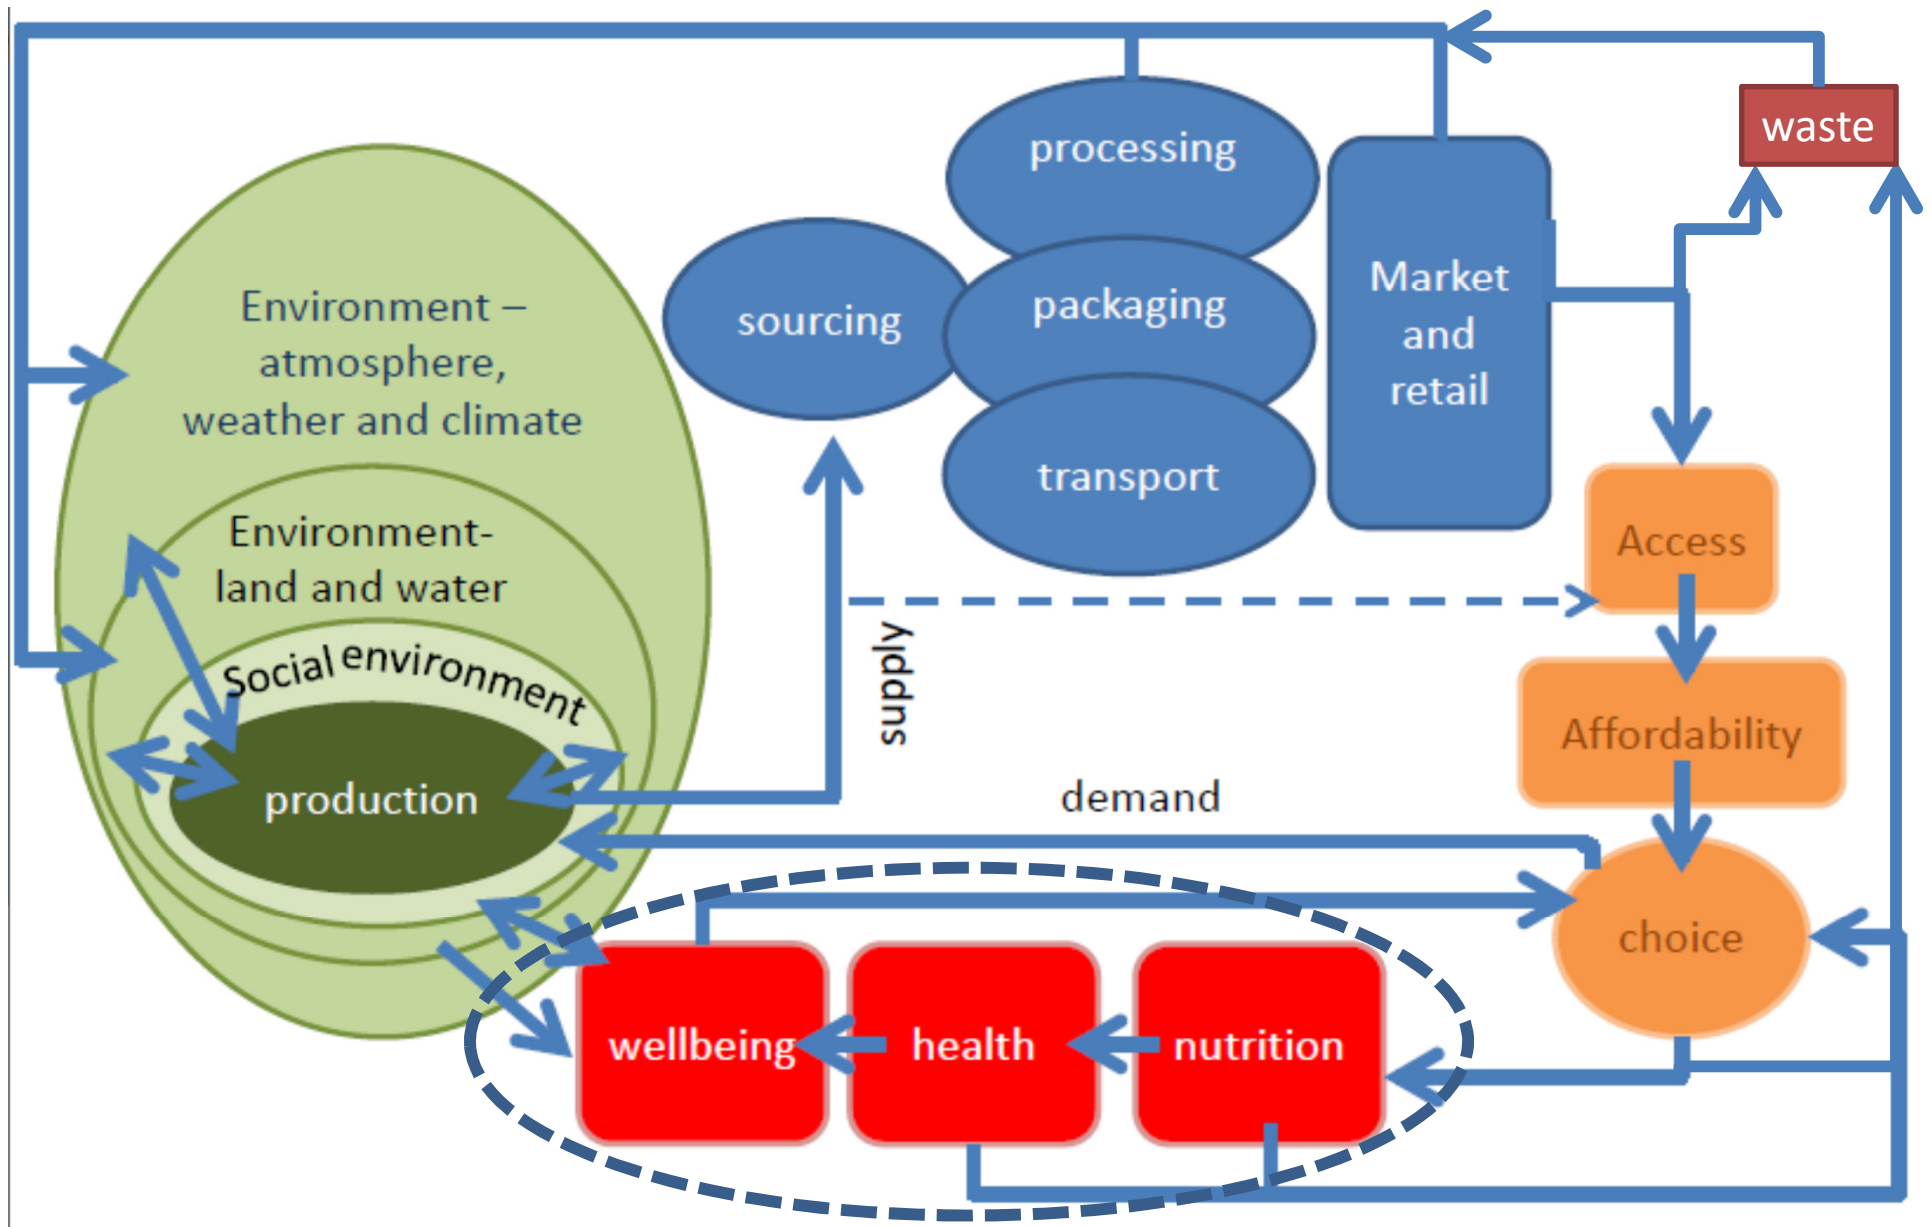 waste
processing
Market
and
retail
packaging
sourcing
transport
Environment –
atmosphere,
weather and climate
Environment-
land and water
Social environment
production
supply
demand
Access
Affordability
choice
wellbeing
health
nutrition